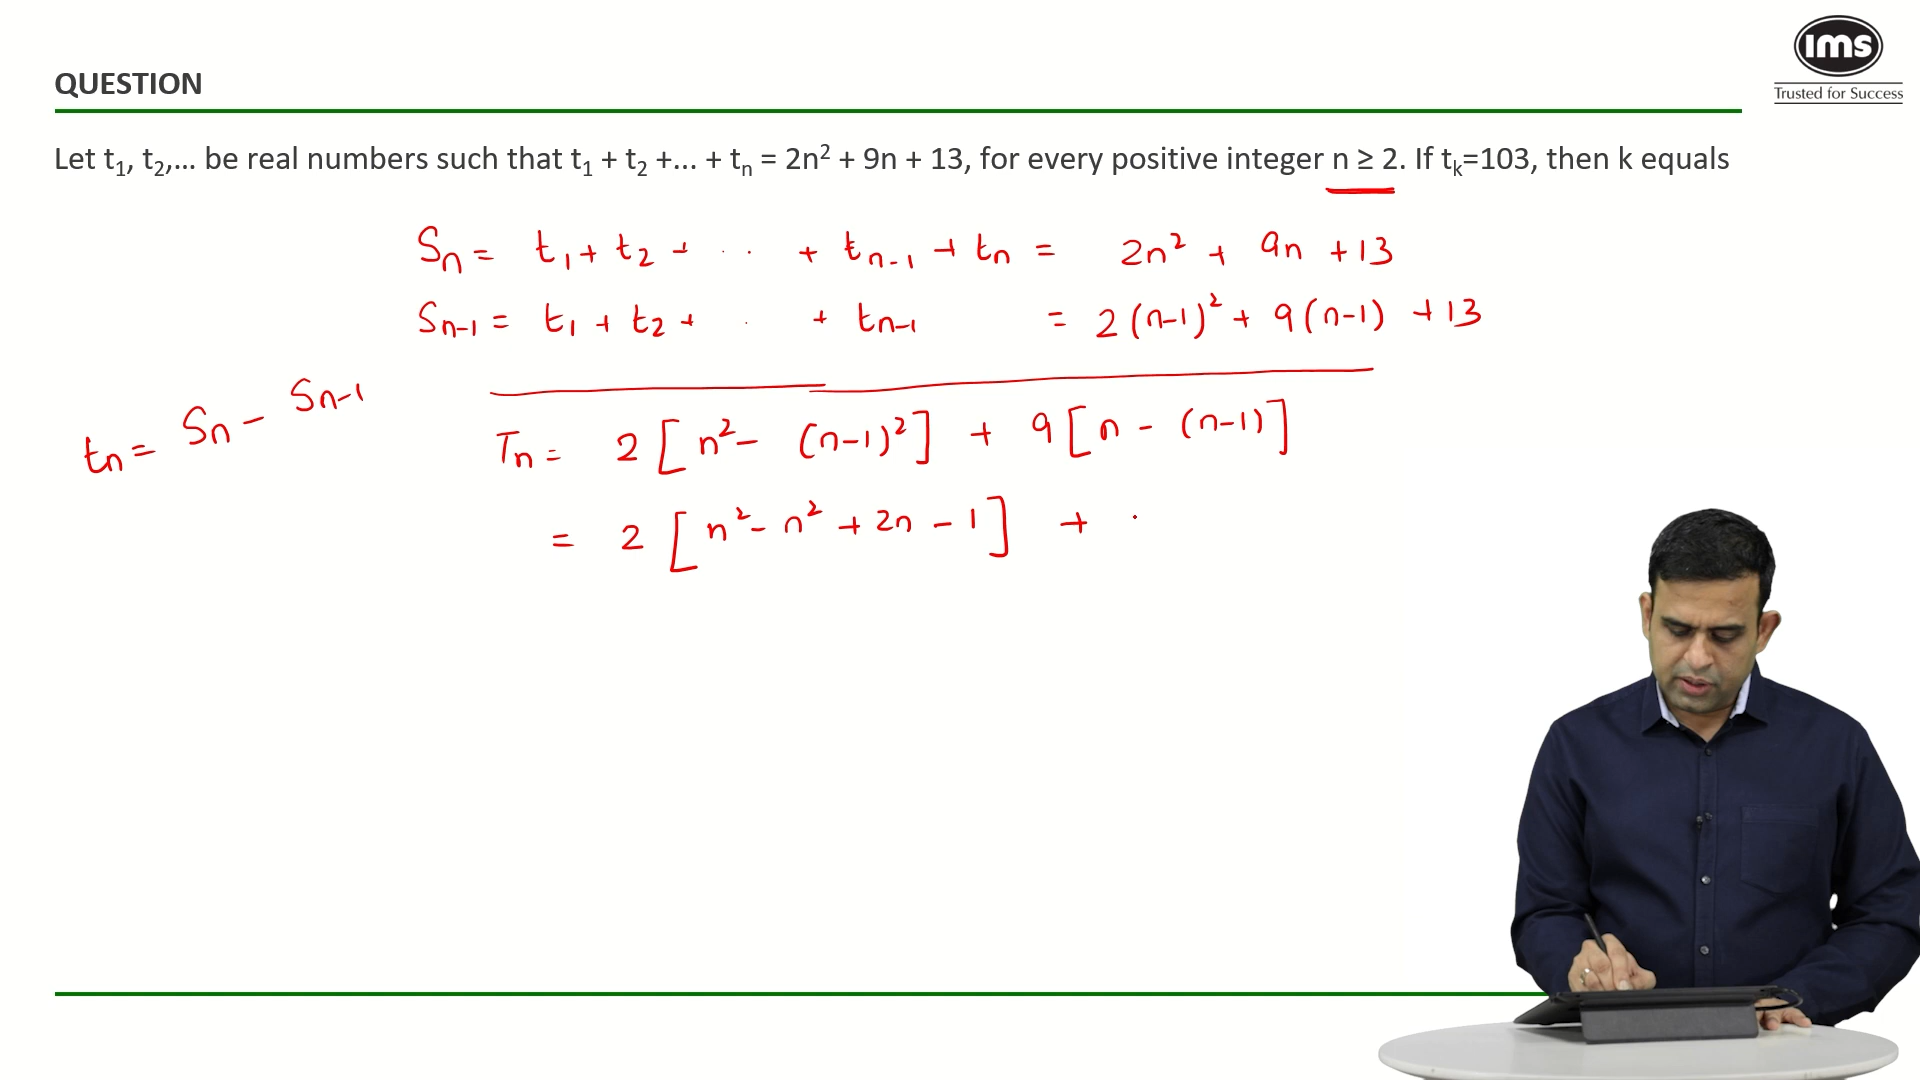 ims
Trusted for Success
QUESTION
Let t₁, t₂,... be real numbers such that t₁ + t₂ +... + tₙ = 2n² + 9n + 13, for every positive integer n ≥ 2. If tₖ=103, then k equals
Sₙ = t₁ + t₂ + . . + tₙ₋₁ + tₙ = 2n² + 9n + 13
Sₙ₋₁ = t₁ + t₂ + . + tₙ₋₁ = 2(n-1)² + 9(n-1) + 13
tₙ = Sₙ - Sₙ₋₁
Tₙ = 2[n² - (n-1)²] + 9[n - (n-1)]
= 2[n² - n² + 2n - 1] +